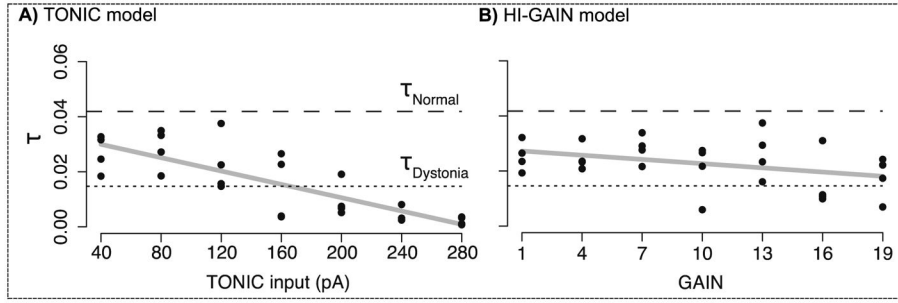 A) TONIC model
B) HI-GAIN model
0.06
0.04
0.02
0.00
τ
τNormal
τDystonia
40 80 120 160 200 240 280
TONIC input (pA)
1 4 7 10 13 16 19
GAIN